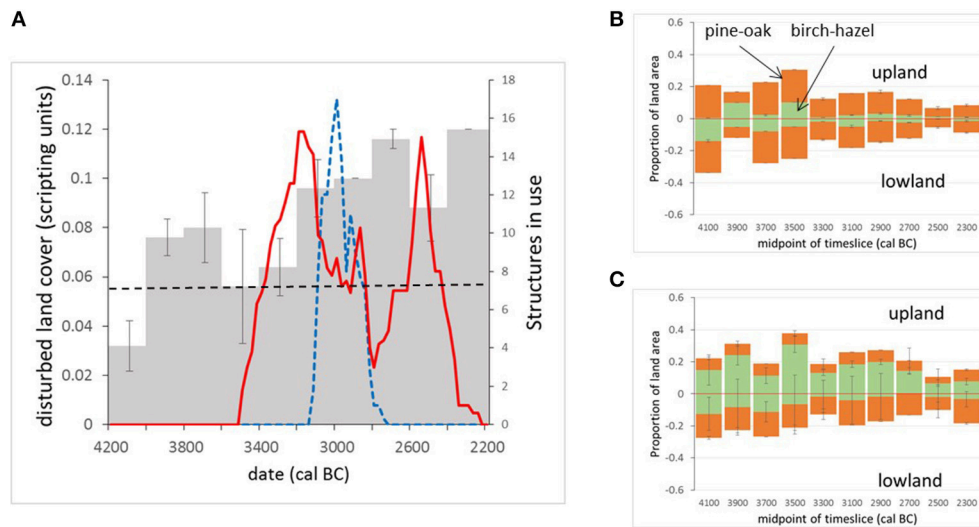 A
disturbed land cover (scripting units)
0.14
0.12
0.1
0.08
0.06
0.04
0.02
0
4200 3800 3400 3000 2600 2200
date (cal BC)
18
16
14
12
10
8
6
4
2
0
Structures in use
B
pine-oak birch-hazel
upland
lowland
Proportion of land area
0.6
0.4
0.2
0
-0.2
-0.4
-0.6
4100 3900 3700 3500 3300 3100 2900 2700 2500 2300
midpoint of timeslice (cal BC)
C
upland
lowland
Proportion of land area
0.6
0.4
0.2
0
-0.2
-0.4
-0.6
4100 3900 3700 3500 3300 3100 2900 2700 2500 2300
midpoint of timeslice (cal BC)